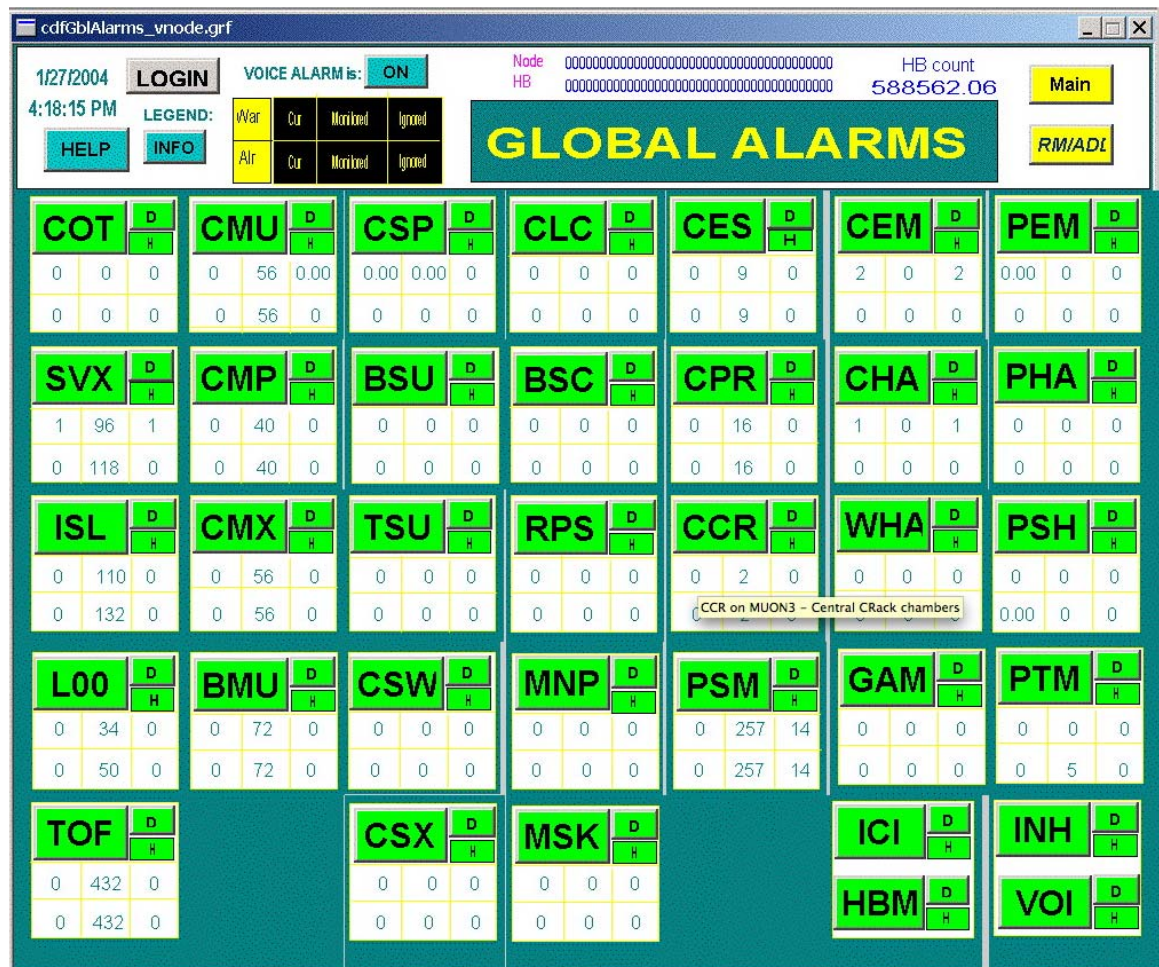 cdfGblAlarms_vnode.grf
1/27/2004 LOGIN VOICE ALARM is: ON Node 00000000000000000000000000000000000000 HB count Main
4:18:15 PM LEGEND: War Cur Monitored Ignored HB 00000000000000000000000000000000000000 588562.06
HELP INFO Alr Cur Monitored Ignored GLOBAL ALARMS RM/ADL
COT D H CMU D H CSP D H CLC D H CES D H CEM D H PEM D H
0 0 0 0 56 0.00 0.00 0.00 0 0 0 0 0 9 0 2 0 2 0.00 0 0
0 0 0 0 56 0 0 0 0 0 0 0 0 9 0 0 0 0 0 0 0
SVX D H CMP D H BSU D H BSC D H CPR D H CHA D H PHA D H
1 96 1 0 40 0 0 0 0 0 0 0 0 16 0 1 0 1 0 0 0
0 118 0 0 40 0 0 0 0 0 0 0 0 16 0 0 0 0 0 0 0
ISL D H CMX D H TSU D H RPS D H CCR D H WHA D H PSH D H
0 110 0 0 56 0 0 0 0 0 0 0 0 2 0 0 0 0 0 0 0
0 132 0 0 56 0 0 0 0 0 0 0 CCR on MUON3 - Central CRack chambers 0.00 0 0
L00 D H BMU D H CSW D H MNP D H PSM D H GAM D H PTM D H
0 34 0 0 72 0 0 0 0 0 0 0 0 257 14 0 0 0 0 0 0
0 50 0 0 72 0 0 0 0 0 0 0 0 257 14 0 0 0 0 5 0
TOF D H CSX D H MSK D H ICI D H INH D H
0 432 0 0 0 0 0 0 0 HBM D H VOI D H
0 432 0 0 0 0 0 0 0